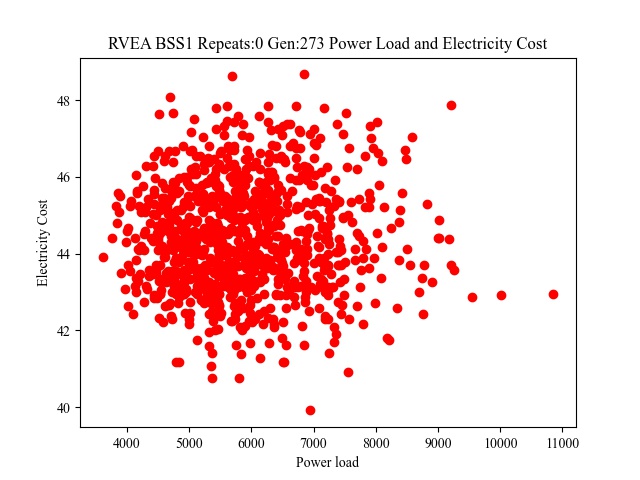 RVEA BSS1 Repeats:0 Gen:273 Power Load and Electricity Cost
48
46
44
42
40
Electricity Cost
4000 5000 6000 7000 8000 9000 10000 11000
Power load